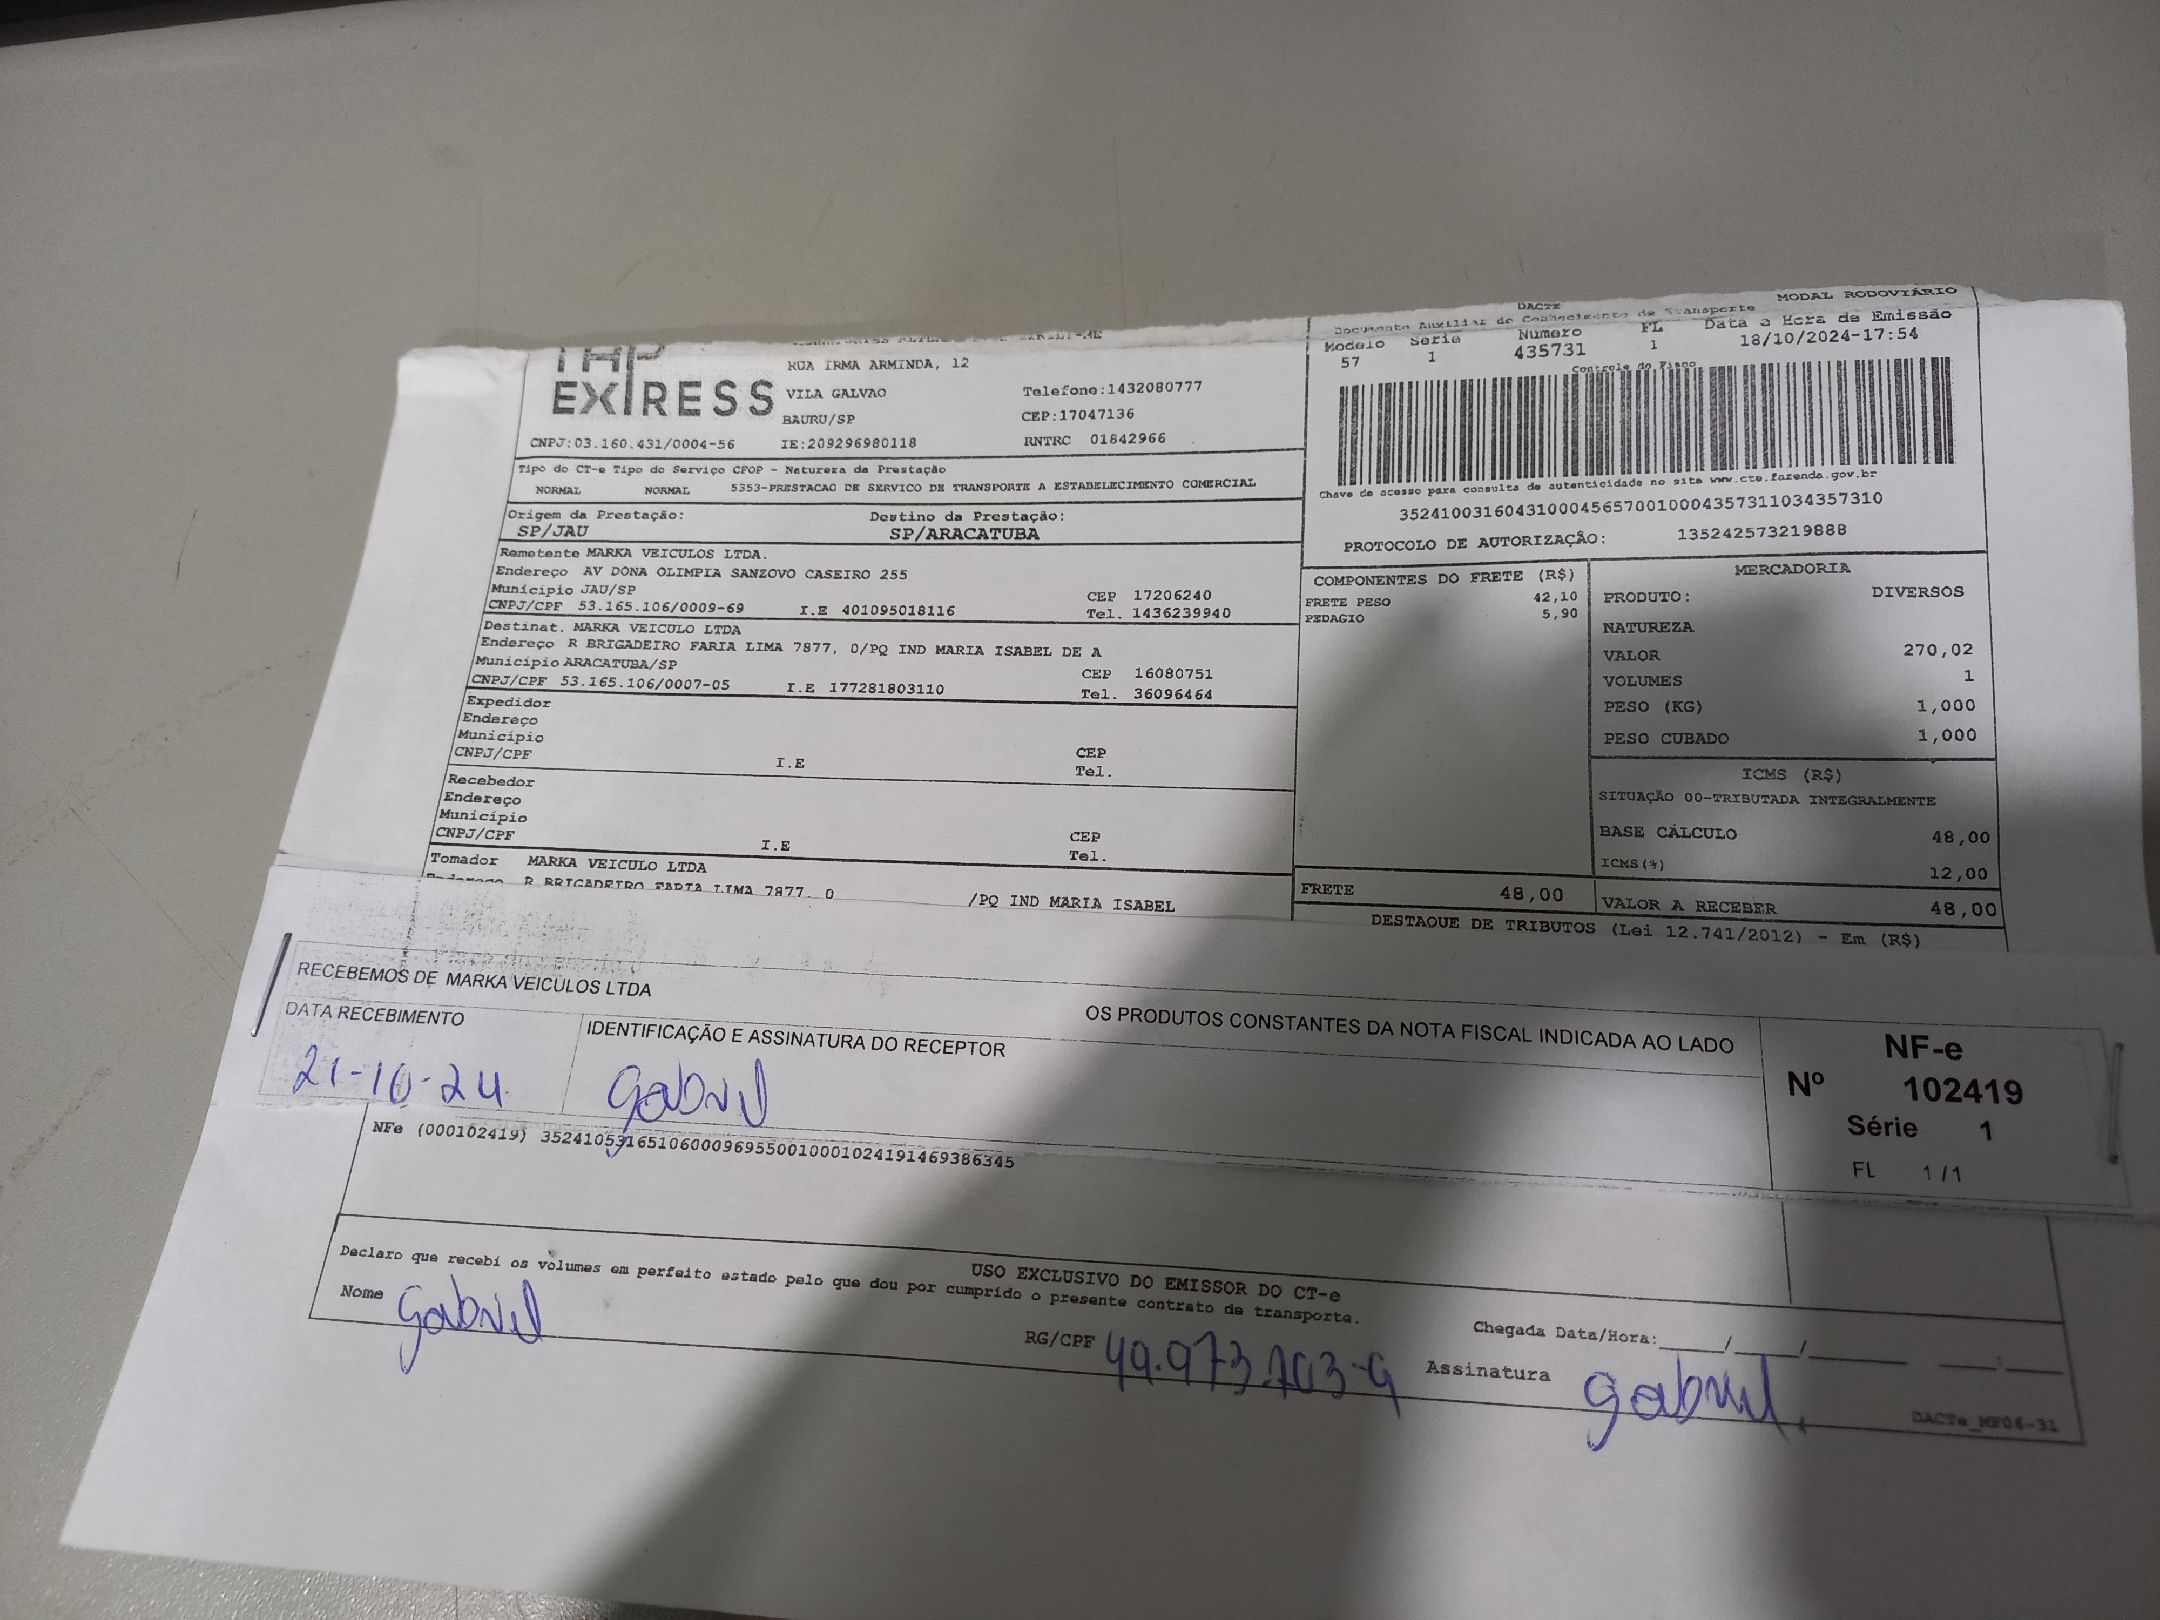 DACTE
MODAL RODOVIÁRIO
Documento Auxiliar do Conhecimento de Transporte
Modelo Serie Numero FL Data e Hora de Emissão
57 1 435731 1 18/10/2024-17:54
Controle do Fisco
EXPRESS
RUA IRMA ARMINDA, 12
VILA GALVAO Telefone:1432080777
BAURU/SP CEP:17047136
CNPJ:03.160.431/0004-56 IE:209296980118 RNTRC 01842966
Chave de acesso para consulta de autenticidade no site www.cte.fazenda.gov.br
35241003160431000456570010004357311034357310
PROTOCOLO DE AUTORIZAÇÃO: 135242573219888
Tipo do CT-e Tipo do Serviço CFOP - Natureza da Prestação
NORMAL NORMAL 5353-PRESTACAO DE SERVICO DE TRANSPORTE A ESTABELECIMENTO COMERCIAL
Origem da Prestação: Destino da Prestação:
SP/JAU SP/ARACATUBA
Remetente MARKA VEICULOS LTDA.
Endereço AV DONA OLIMPIA SANZOVO CASEIRO 255
Município JAU/SP CEP 17206240
CNPJ/CPF 53.165.106/0009-69 I.E 401095018116 Tel. 1436239940
Destinat. MARKA VEICULO LTDA
Endereço R BRIGADEIRO FARIA LIMA 7877, 0/PQ IND MARIA ISABEL DE A
Município ARACATUBA/SP CEP 16080751
CNPJ/CPF 53.165.106/0007-05 I.E 177281803110 Tel. 36096464
Expedidor
Endereço
Município CEP
CNPJ/CPF I.E Tel.
Recebedor
Endereço
Município CEP
CNPJ/CPF I.E Tel.
Tomador MARKA VEICULO LTDA
Endereço R BRIGADEIRO FARIA LIMA 7877, 0 /PQ IND MARIA ISABEL
COMPONENTES DO FRETE (R$)
FRETE PESO 42,10
PEDAGIO 5,90
FRETE 48,00
MERCADORIA
PRODUTO: DIVERSOS
NATUREZA
VALOR 270,02
VOLUMES 1
PESO (KG) 1,000
PESO CUBADO 1,000
ICMS (R$)
SITUAÇÃO 00-TRIBUTADA INTEGRALMENTE
BASE CÁLCULO 48,00
ICMS(%) 12,00
VALOR A RECEBER 48,00
DESTAQUE DE TRIBUTOS (Lei 12.741/2012) - Em (R$)
RECEBEMOS DE MARKA VEICULOS LTDA OS PRODUTOS CONSTANTES DA NOTA FISCAL INDICADA AO LADO
DATA RECEBIMENTO IDENTIFICAÇÃO E ASSINATURA DO RECEPTOR
21-10-24 Gabriel
NF-e
Nº 102419
Série 1
FL 1 /1
NFe (000102419) 35241053165106000969550010001024191469386345
USO EXCLUSIVO DO EMISSOR DO CT-e
Declaro que recebi os volumes em perfeito estado pelo que dou por cumprido o presente contrato de transporte.
Nome Gabriel RG/CPF 49.973.703-9 Assinatura Gabriel
Chegada Data/Hora:_____/_____/________ ____:____
DACTe_MF06-31